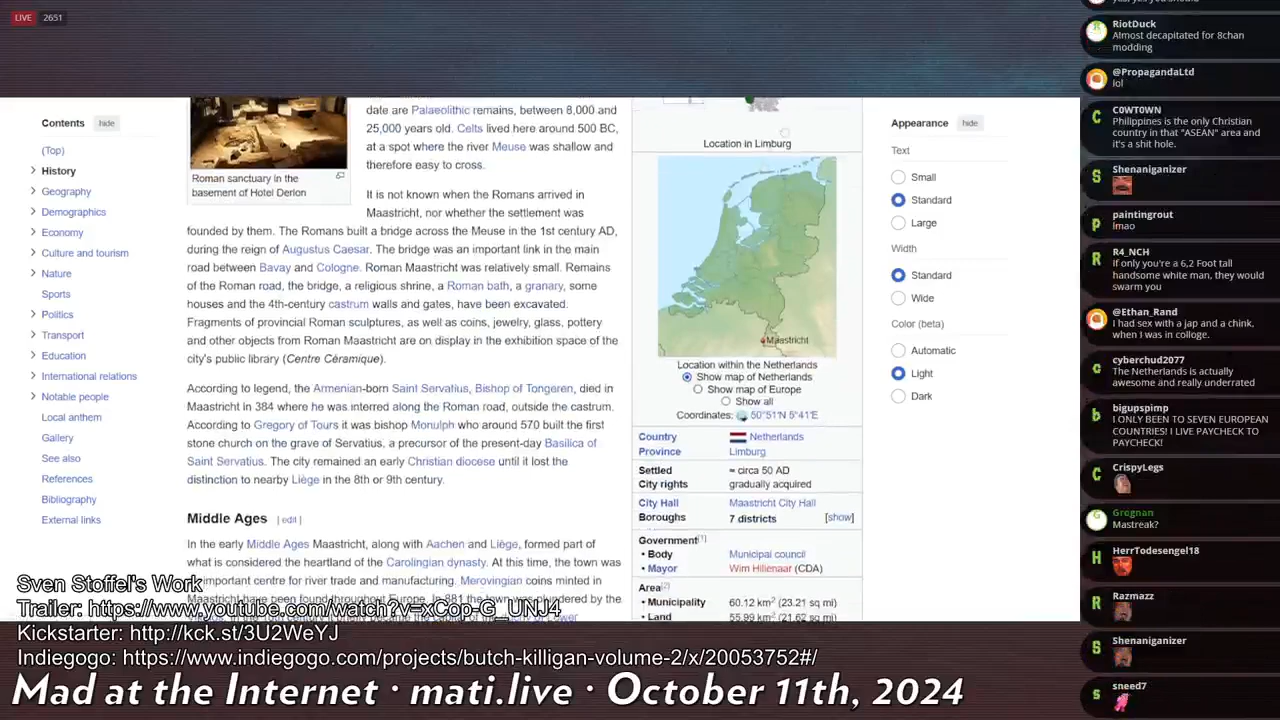 LIVE 2651
Contents hide
(Top)
History
Geography
Demographics
Economy
Culture and tourism
Nature
Sports
Politics
Transport
Education
International relations
Notable people
Local anthem
Gallery
See also
References
Bibliography
External links
Roman sanctuary in the
basement of Hotel Derlon
date are Palaeolithic remains, between 8,000 and
25,000 years old. Celts lived here around 500 BC,
at a spot where the river Meuse was shallow and
therefore easy to cross.
It is not known when the Romans arrived in
Maastricht, nor whether the settlement was
founded by them. The Romans built a bridge across the Meuse in the 1st century AD,
during the reign of Augustus Caesar. The bridge was an important link in the main
road between Bavay and Cologne. Roman Maastricht was relatively small. Remains
of the Roman road, the bridge, a religious shrine, a Roman bath, a granary, some
houses and the 4th-century castrum walls and gates, have been excavated.
Fragments of provincial Roman sculptures, as well as coins, jewelry, glass, pottery
and other objects from Roman Maastricht are on display in the exhibition space of the
city's public library (Centre Céramique).
According to legend, the Armenian-born Saint Servatius, Bishop of Tongeren, died in
Maastricht in 384 where he was interred along the Roman road, outside the castrum.
According to Gregory of Tours it was bishop Monulph who around 570 built the first
stone church on the grave of Servatius, a precursor of the present-day Basilica of
Saint Servatius. The city remained an early Christian diocese until it lost the
distinction to nearby Liège in the 8th or 9th century.
Middle Ages [ edit ]
In the early Middle Ages Maastricht, along with Aachen and Liège, formed part of
what is considered the heartland of the Carolingian dynasty. At this time, the town was
important centre for river trade and manufacturing. Merovingian coins minted in
Maastricht have been found throughout Europe. In 881 the town was plundered by the
Location in Limburg
Maastricht
Location within the Netherlands
Show map of Netherlands
Show map of Europe
Show all
Coordinates: 50°51′N 5°41′E
Country Netherlands
Province Limburg
Settled ≈ circa 50 AD
City rights gradually acquired
City Hall Maastricht City Hall
Boroughs 7 districts [show]
Government[1]
• Body Municipal council
• Mayor Wim Hillenaar (CDA)
Area[2]
• Municipality 60.12 km² (23.21 sq mi)
• Land 55.99 km² (21.62 sq mi)
Appearance hide
Text
Small
Standard
Large
Width
Standard
Wide
Color (beta)
Automatic
Light
Dark
RiotDuck
Almost decapitated for 8chan
modding
@PropagandaLtd
lol
C0WT0WN
Philippines is the only Christian
country in that "ASEAN" area and
it's a shit hole.
Shenaniganizer
paintingrout
lmao
R4_NCH
If only you're a 6,2 Foot tall
handsome white man, they would
swarm you
@Ethan_Rand
I had sex with a jap and a chink,
when I was in colloge.
cyberchud2077
The Netherlands is actually
awesome and really underrated
bigupspimp
I ONLY BEEN TO SEVEN EUROPEAN
COUNTRIES! I LIVE PAYCHECK TO
PAYCHECK!
CrispyLegs
Grognan
Mastreak?
HerrTodesengel18
Razmazz
Shenaniganizer
sneed7
Sven Stoffel's Work
Trailer: https://www.youtube.com/watch?v=xCop-G_UNJ4
Kickstarter: http://kck.st/3U2WeYJ
Indiegogo: https://www.indiegogo.com/projects/butch-killigan-volume-2/x/20053752#/
Mad at the Internet · mati.live · October 11th, 2024